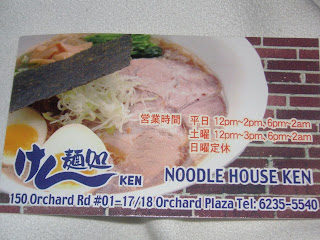 営業時間 平日 12pm~2pm, 6pm~2am
土曜 12pm~3pm, 6pm~2am
日曜定休
けん 麺処
KEN
NOODLE HOUSE KEN
150 Orchard Rd #01-17/18 Orchard Plaza Tel: 6235-5540